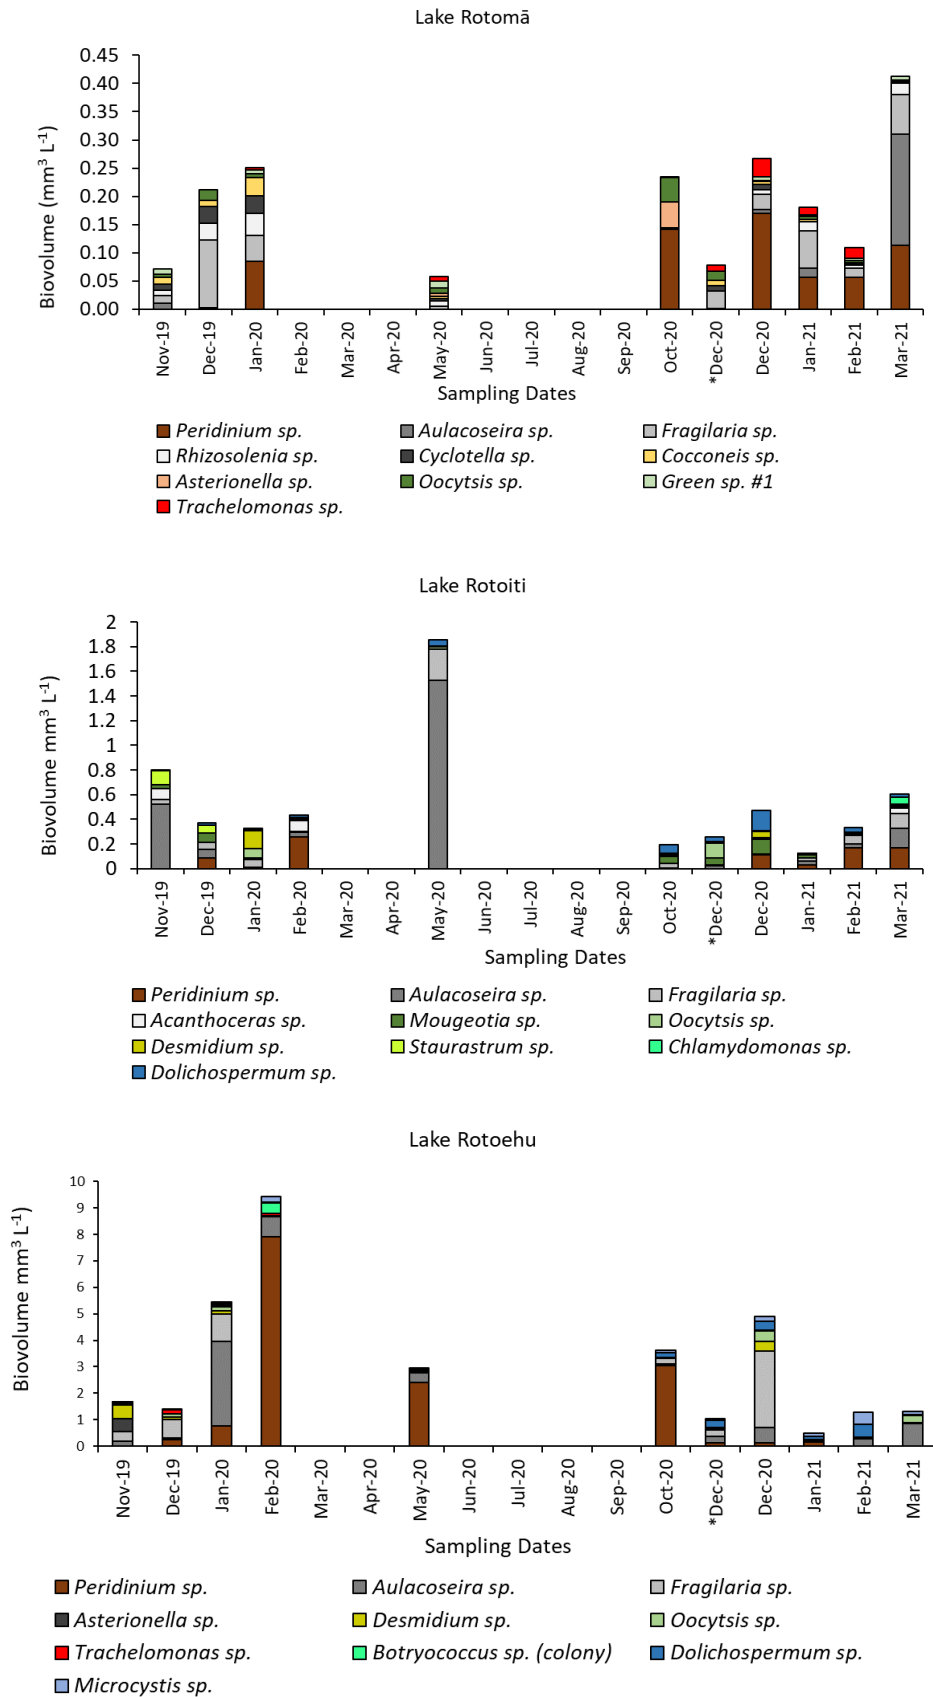 Lake Rotomā
Biovolume (mm³ L⁻¹)
0.45
0.40
0.35
0.30
0.25
0.20
0.15
0.10
0.05
0.00
Nov-19 Dec-19 Jan-20 Feb-20 Mar-20 Apr-20 May-20 Jun-20 Jul-20 Aug-20 Sep-20 Oct-20 *Dec-20 Dec-20 Jan-21 Feb-21 Mar-21
Sampling Dates
Peridinium sp. Aulacoseira sp. Fragilaria sp.
Rhizosolenia sp. Cyclotella sp. Cocconeis sp.
Asterionella sp. Oocytsis sp. Green sp. #1
Trachelomonas sp.
Lake Rotoiti
Biovolume mm³ L⁻¹)
2
1.8
1.6
1.4
1.2
1
0.8
0.6
0.4
0.2
0
Nov-19 Dec-19 Jan-20 Feb-20 Mar-20 Apr-20 May-20 Jun-20 Jul-20 Aug-20 Sep-20 Oct-20 *Dec-20 Dec-20 Jan-21 Feb-21 Mar-21
Sampling Dates
Peridinium sp. Aulacoseira sp. Fragilaria sp.
Acanthoceras sp. Mougeotia sp. Oocytsis sp.
Desmidium sp. Staurastrum sp. Chlamydomonas sp.
Dolichospermum sp.
Lake Rotoehu
Biovolume mm³ L⁻¹)
10
9
8
7
6
5
4
3
2
1
0
Nov-19 Dec-19 Jan-20 Feb-20 Mar-20 Apr-20 May-20 Jun-20 Jul-20 Aug-20 Sep-20 Oct-20 *Dec-20 Dec-20 Jan-21 Feb-21 Mar-21
Sampling Dates
Peridinium sp. Aulacoseira sp. Fragilaria sp.
Asterionella sp. Desmidium sp. Oocytsis sp.
Trachelomonas sp. Botryococcus sp. (colony) Dolichospermum sp.
Microcystis sp.